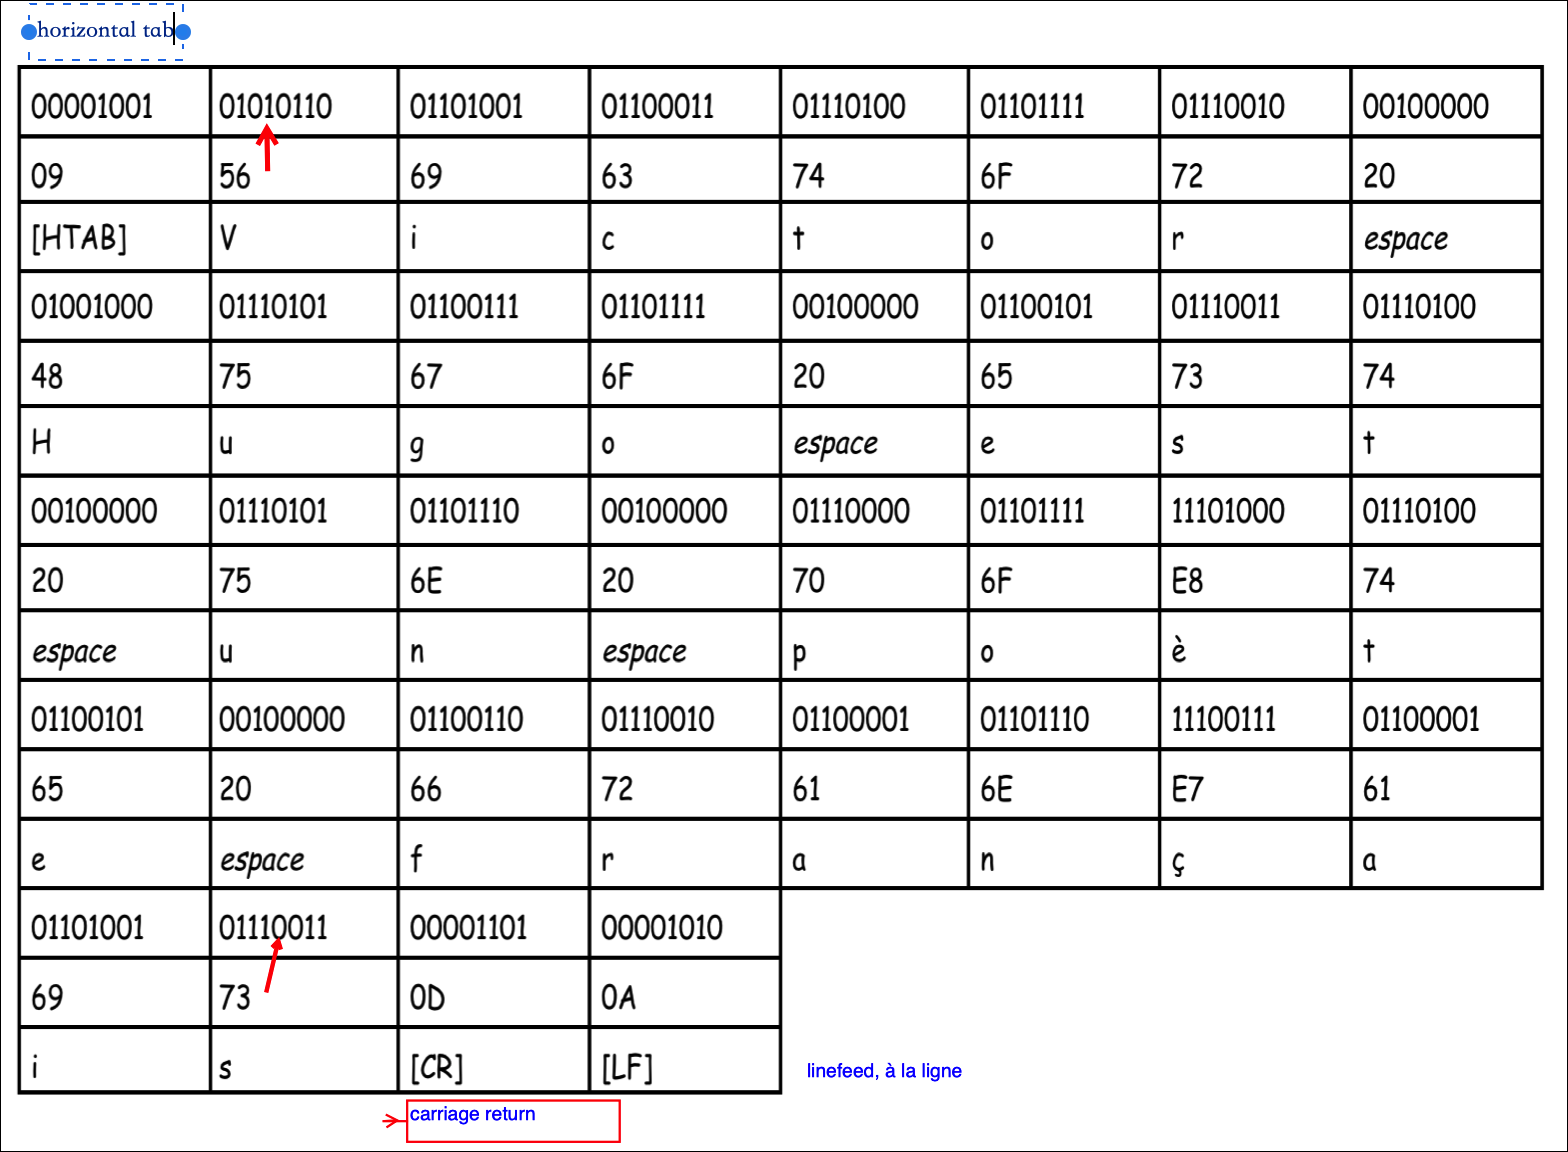 horizontal tab
00001001 01010110 01101001 01100011 01110100 01101111 01110010 00100000
09 56 69 63 74 6F 72 20
[HTAB] V i c t o r espace
01001000 01110101 01100111 01101111 00100000 01100101 01110011 01110100
48 75 67 6F 20 65 73 74
H u g o espace e s t
00100000 01110101 01101110 00100000 01110000 01101111 11101000 01110100
20 75 6E 20 70 6F E8 74
espace u n espace p o è t
01100101 00100000 01100110 01110010 01100001 01101110 11100111 01100001
65 20 66 72 61 6E E7 61
e espace f r a n ç a
01101001 01110011 00001101 00001010
69 73 0D 0A
i s [CR] [LF] linefeed, à la ligne
carriage return